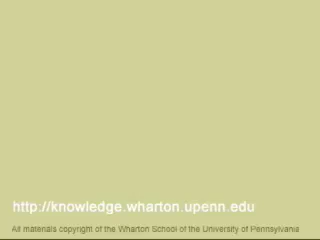 http://knowledge.wharton.upenn.edu
All materials copyright of the Wharton School of the University of Pennsylvania